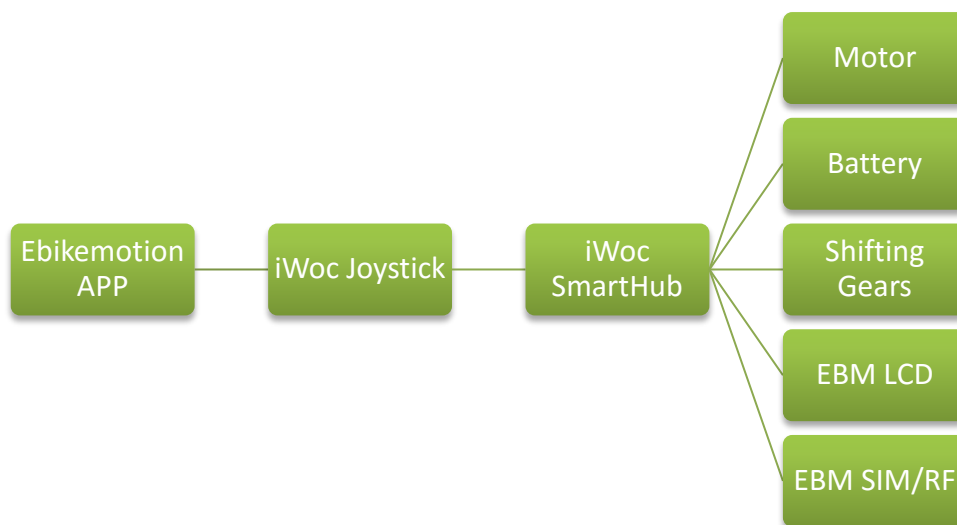 Motor
Battery
Ebikemotion
APP
iWoc Joystick
iWoc
SmartHub
Shifting
Gears
EBM LCD
EBM SIM/RF